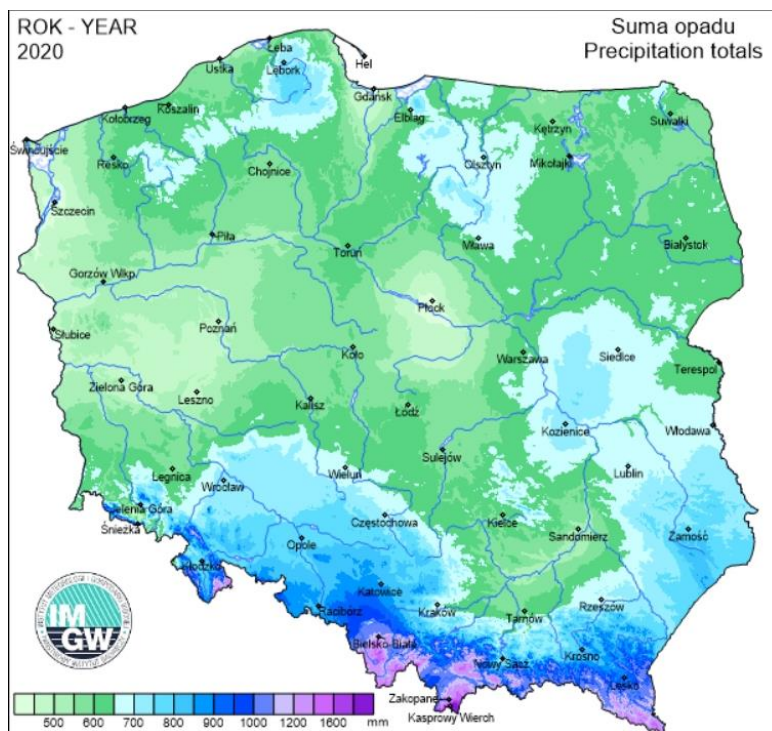 ROK - YEAR
2020
Suma opadu
Precipitation totals
Łeba
Hel
Ustka
Lębork
Gdańsk
Koszalin
Kołobrzeg
Elbląg
Kętrzyn
Suwałki
Świnoujście
Resko
Chojnice
Olsztyn
Mikołajki
Szczecin
Piła
Toruń
Mława
Białystok
Gorzów Wlkp.
Płock
Słubice
Poznań
Koło
Warszawa
Siedlce
Terespol
Zielona Góra
Leszno
Kalisz
Łódź
Kozienice
Włodawa
Sulejów
Legnica
Wrocław
Wieluń
Lublin
Jelenia Góra
Śnieżka
Częstochowa
Kielce
Sandomierz
Zamość
Opole
Kłodzko
Katowice
Racibórz
Kraków
Tarnów
Rzeszów
Bielsko-Biała
Nowy Sącz
Krosno
Lesko
Zakopane
Kasprowy Wierch
IM
GW
500 600 700 800 900 1000 1200 1600 mm